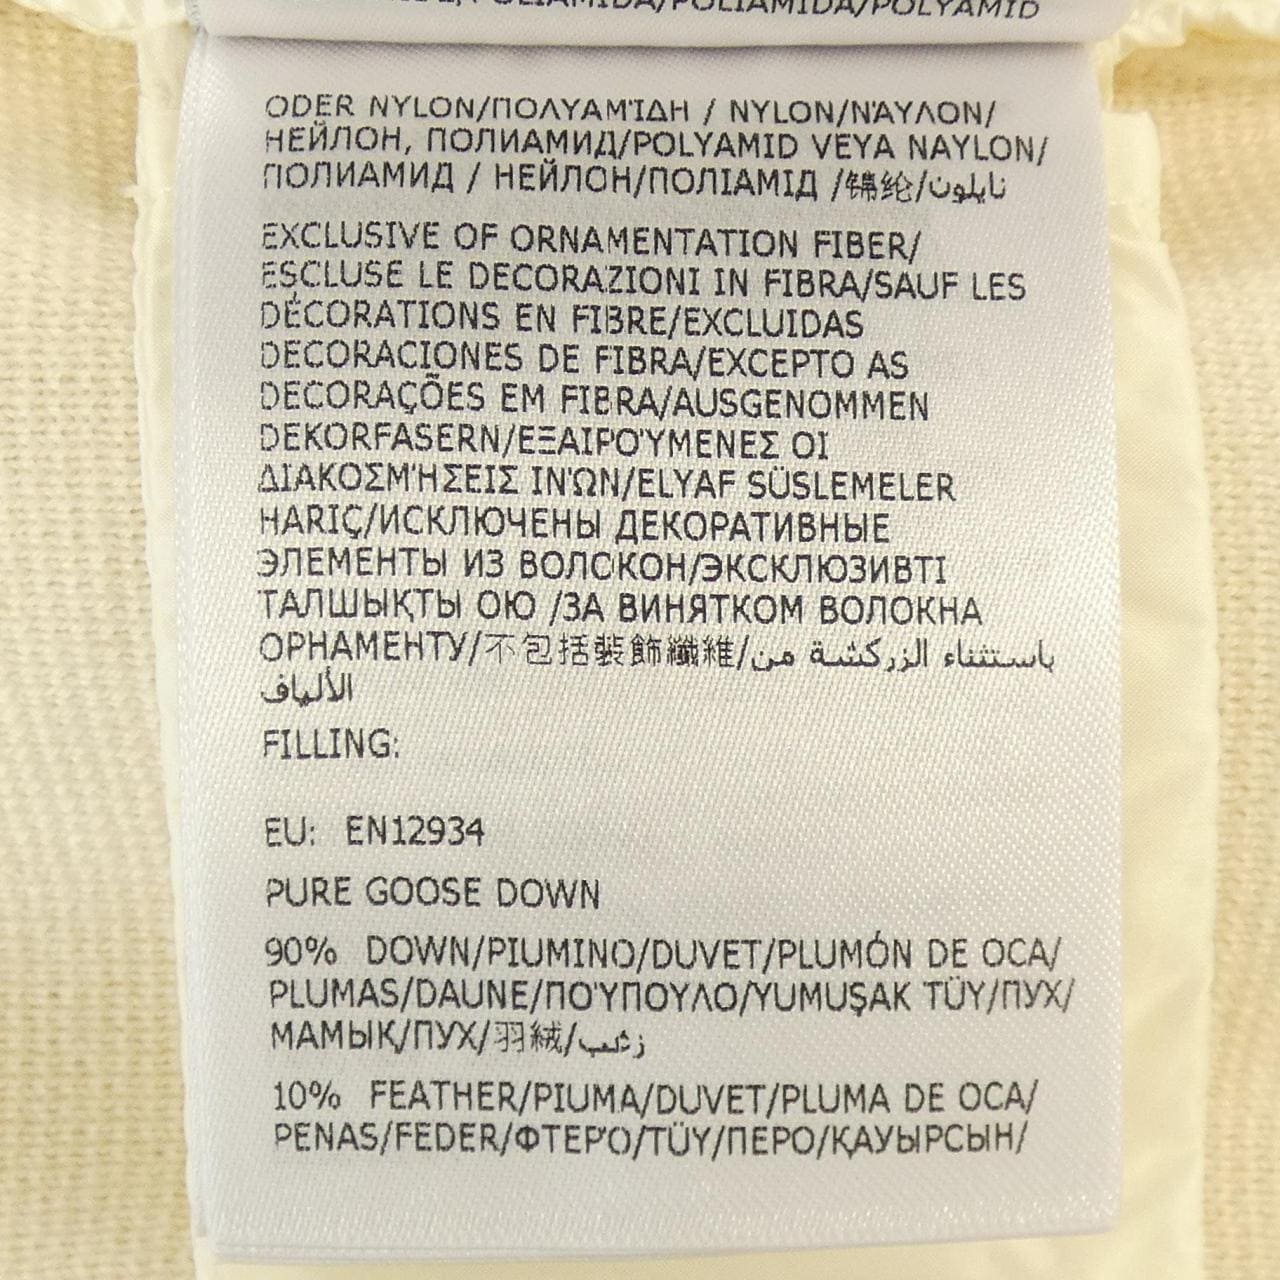 POLIAMIDA/POLIAMIDA/POLYAMID
ODER NYLON/ΠΟΛΥΑΜΊΔΗ / NYLON/ΝΆΥΛΟΝ/
НЕЙЛОН, ПОЛИАМИД/POLYAMID VEYA NAYLON/
ПОЛИАМИД / НЕЙЛОН/ПОЛІАМІД /锦纶/نايلون
EXCLUSIVE OF ORNAMENTATION FIBER/
ESCLUSE LE DECORAZIONI IN FIBRA/SAUF LES
DÉCORATIONS EN FIBRE/EXCLUIDAS
DECORACIONES DE FIBRA/EXCEPTO AS
DECORAÇÕES EM FIBRA/AUSGENOMMEN
DEKORFASERN/ΕΞΑΙΡΟΎΜΕΝΕΣ ΟΙ
ΔΙΑΚΟΣΜΉΣΕΙΣ ΙΝΏΝ/ELYAF SÜSLEMELER
HARIÇ/ИСКЛЮЧЕНЫ ДЕКОРАТИВНЫЕ
ЭЛЕМЕНТЫ ИЗ ВОЛОКОН/ЭКСКЛЮЗИВТІ
ТАЛШЫҚТЫ ОЮ /ЗА ВИНЯТКОМ ВОЛОКНА
ОРНАМЕНТУ/不包括裝飾纖維/باستثناء الزركشة من
الألياف
FILLING:
EU: EN12934
PURE GOOSE DOWN
90% DOWN/PIUMINO/DUVET/PLUMÓN DE OCA/
PLUMAS/DAUNE/ΠΟΎΠΟΥΛΟ/YUMUŞAK TÜY/ПУХ/
МАМЫҚ/ПУХ/羽絨/زغب
10% FEATHER/PIUMA/DUVET/PLUMA DE OCA/
PENAS/FEDER/ΦΤΕΡΌ/TÜY/ПЕРО/ҚАУЫРСЫН/